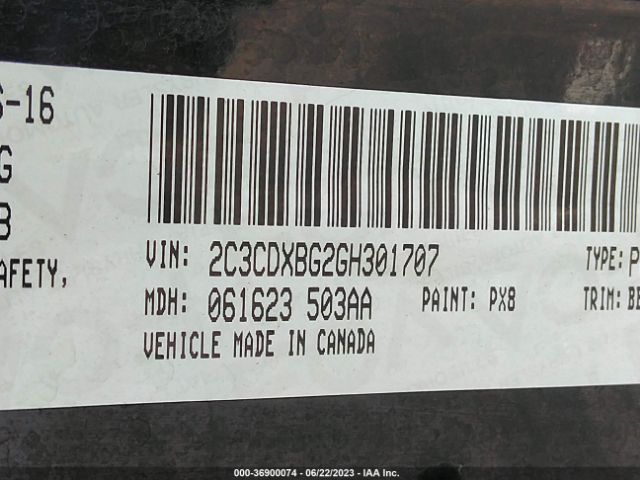 6-16
G
B
AFETY,
VIN: 2C3CDXBG2GH301707 TYPE: P
MDH: 061623 503AA PAINT: PX8 TRIM: BE
VEHICLE MADE IN CANADA
000-36900074 - 06/22/2023 - IAA Inc.